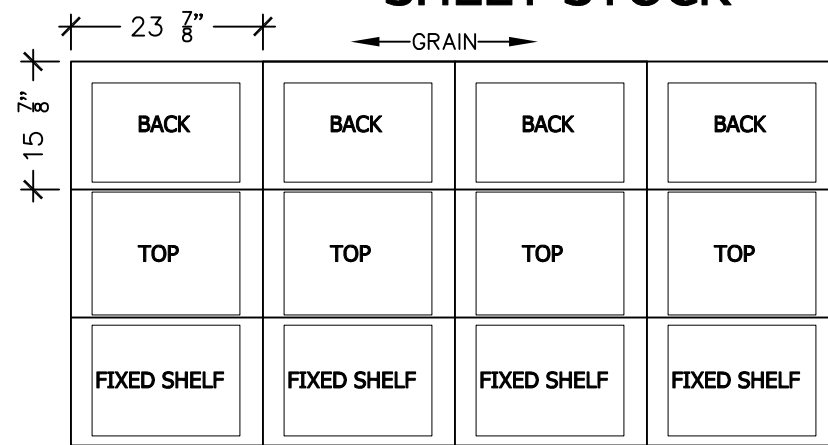 SHEET STOCK
23 7/8"
GRAIN
15 7/8"
BACK BACK BACK BACK
TOP TOP TOP TOP
FIXED SHELF FIXED SHELF FIXED SHELF FIXED SHELF